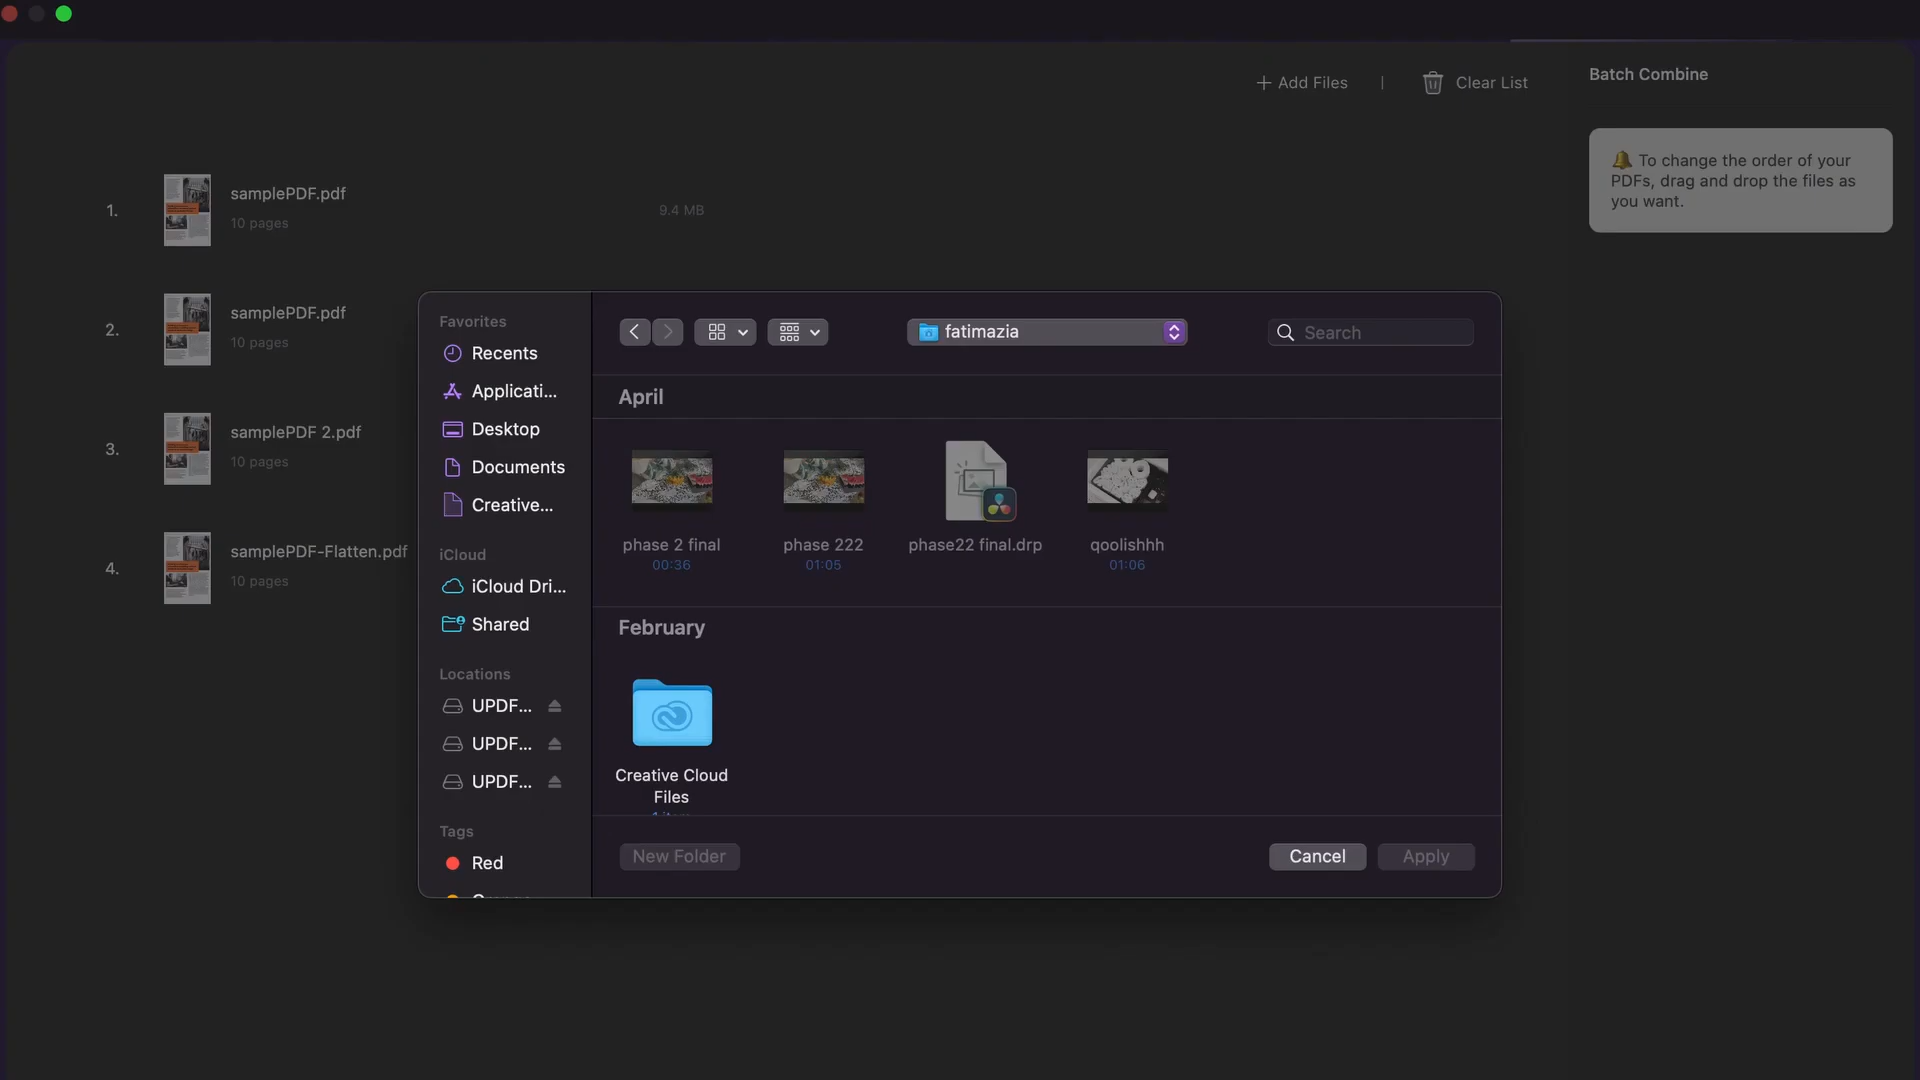 + Add Files | Clear List
Batch Combine
🔔 To change the order of your
PDFs, drag and drop the files as
you want.
1.
samplePDF.pdf
10 pages
9.4 MB
2.
samplePDF.pdf
10 pages
3.
samplePDF 2.pdf
10 pages
4.
samplePDF-Flatten.pdf
10 pages
Favorites
Recents
Applicati...
Desktop
Documents
Creative...
iCloud
iCloud Dri...
Shared
Locations
UPDF...
UPDF...
UPDF...
Tags
Red
fatimazia
Search
April
phase 2 final
00:36
phase 222
01:05
phase22 final.drp
qoolishhh
01:06
February
Creative Cloud
Files
New Folder
Cancel
Apply